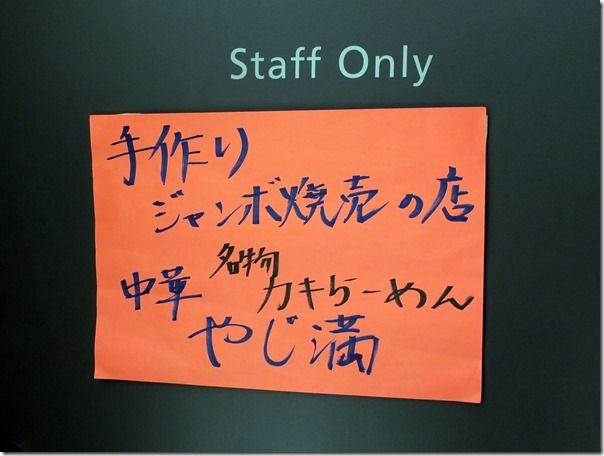 Staff Only
手作り
ジャンボ焼売の店
中華 名物 カキらーめん
やじ満